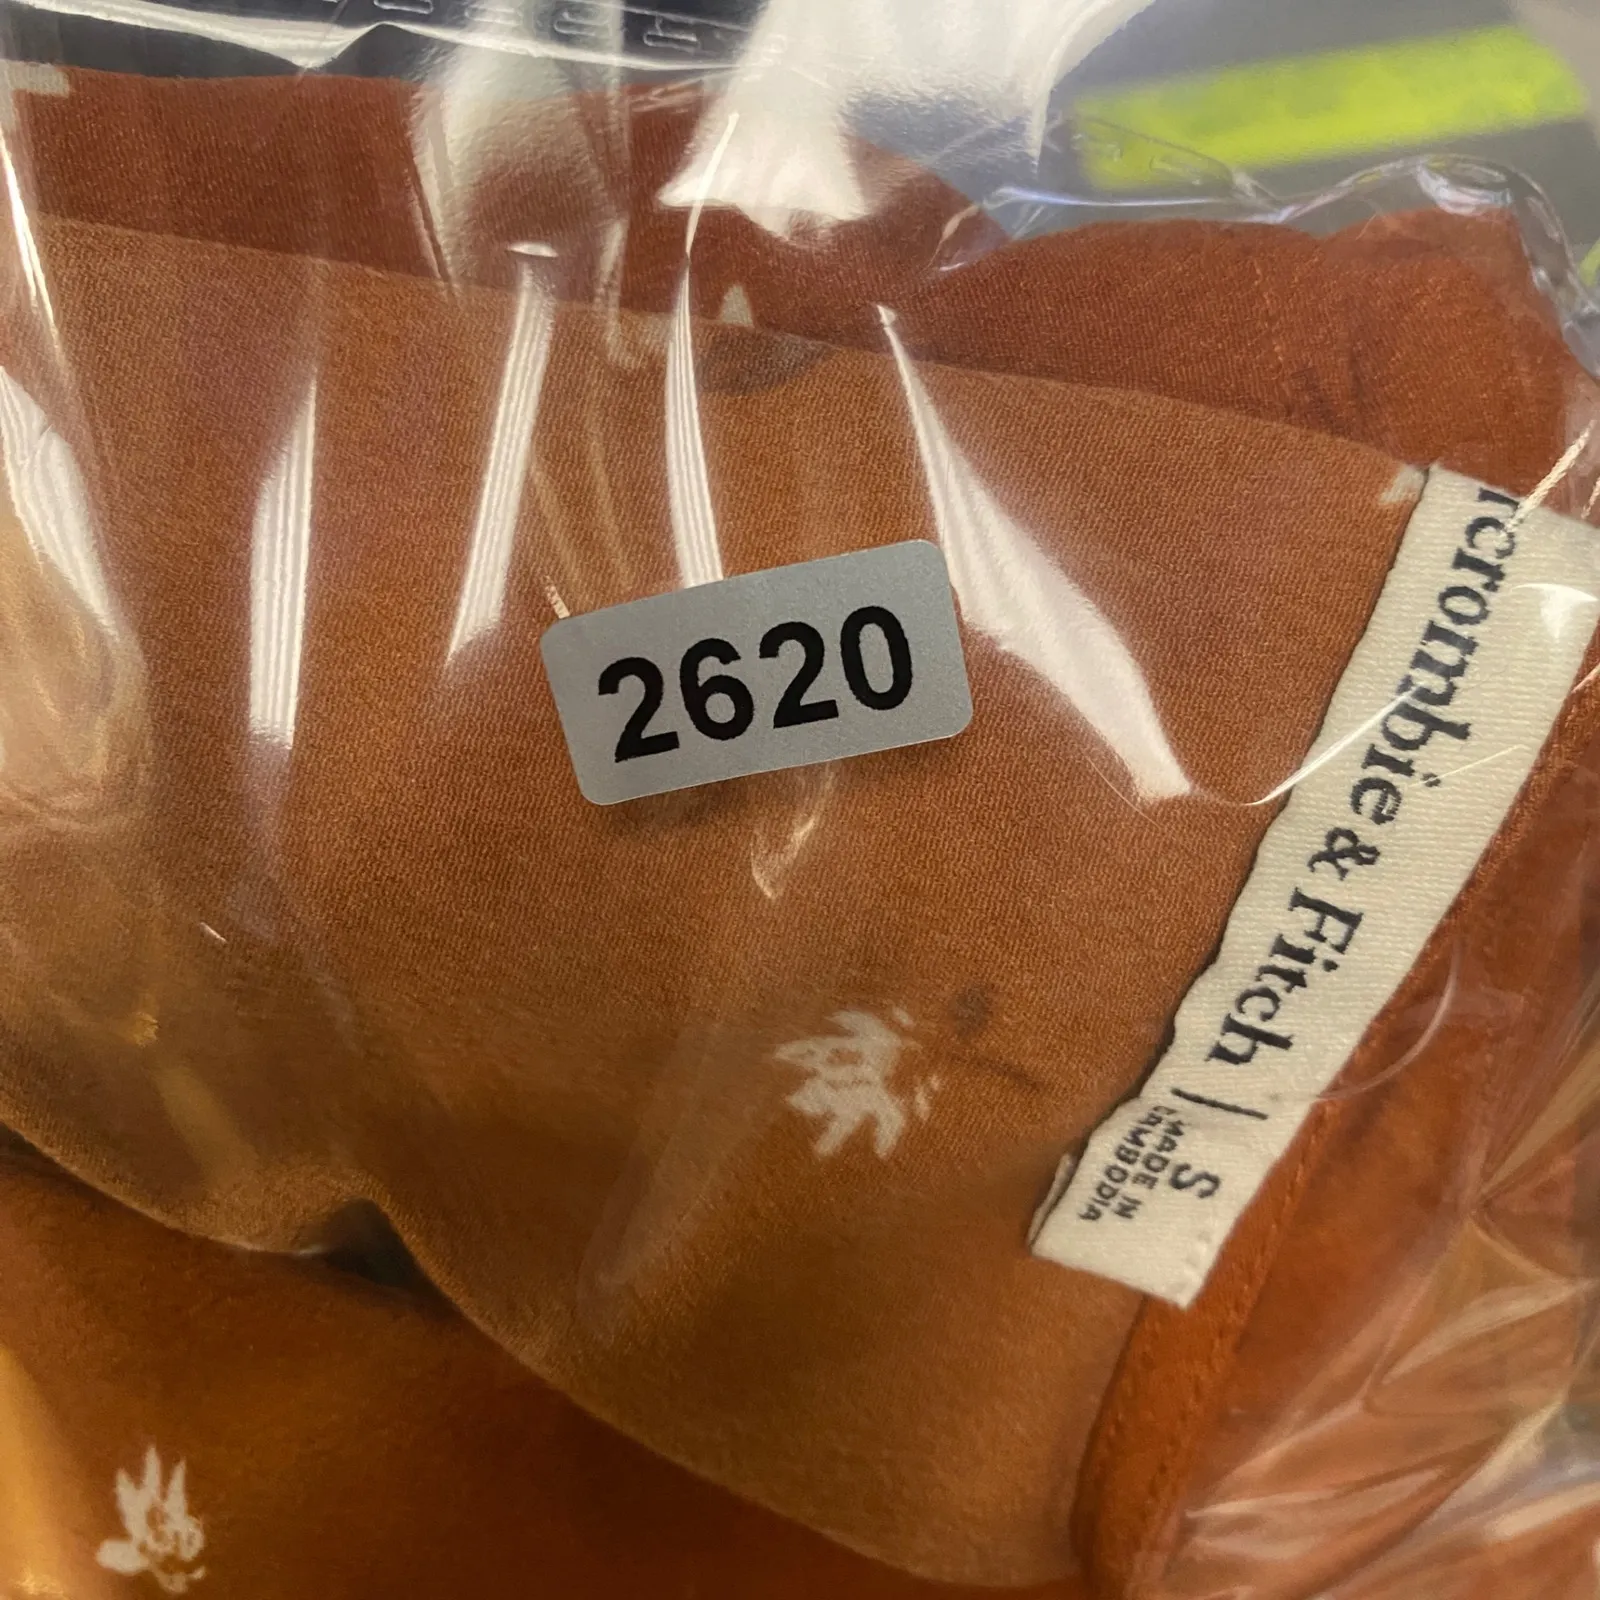 2620
rcrombie & Fitch | S
MADE IN
CAMBODIA